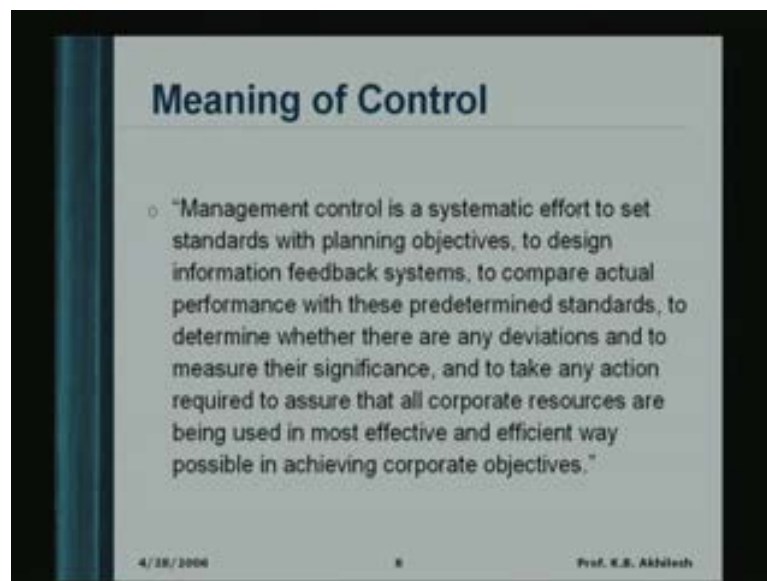 Meaning of Control
○ "Management control is a systematic effort to set
standards with planning objectives, to design
information feedback systems, to compare actual
performance with these predetermined standards, to
determine whether there are any deviations and to
measure their significance, and to take any action
required to assure that all corporate resources are
being used in most effective and efficient way
possible in achieving corporate objectives."
4/28/2006 6 Prof. K.B. Akhilesh